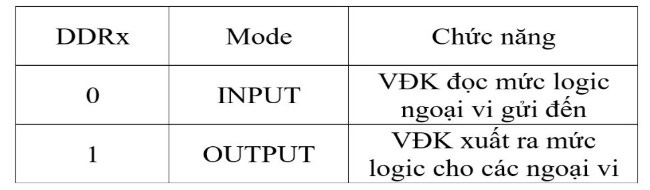 DDRx Mode Chức năng
0 INPUT VĐK đọc mức logic
ngoại vi gửi đến
1 OUTPUT VĐK xuất ra mức
logic cho các ngoại vi